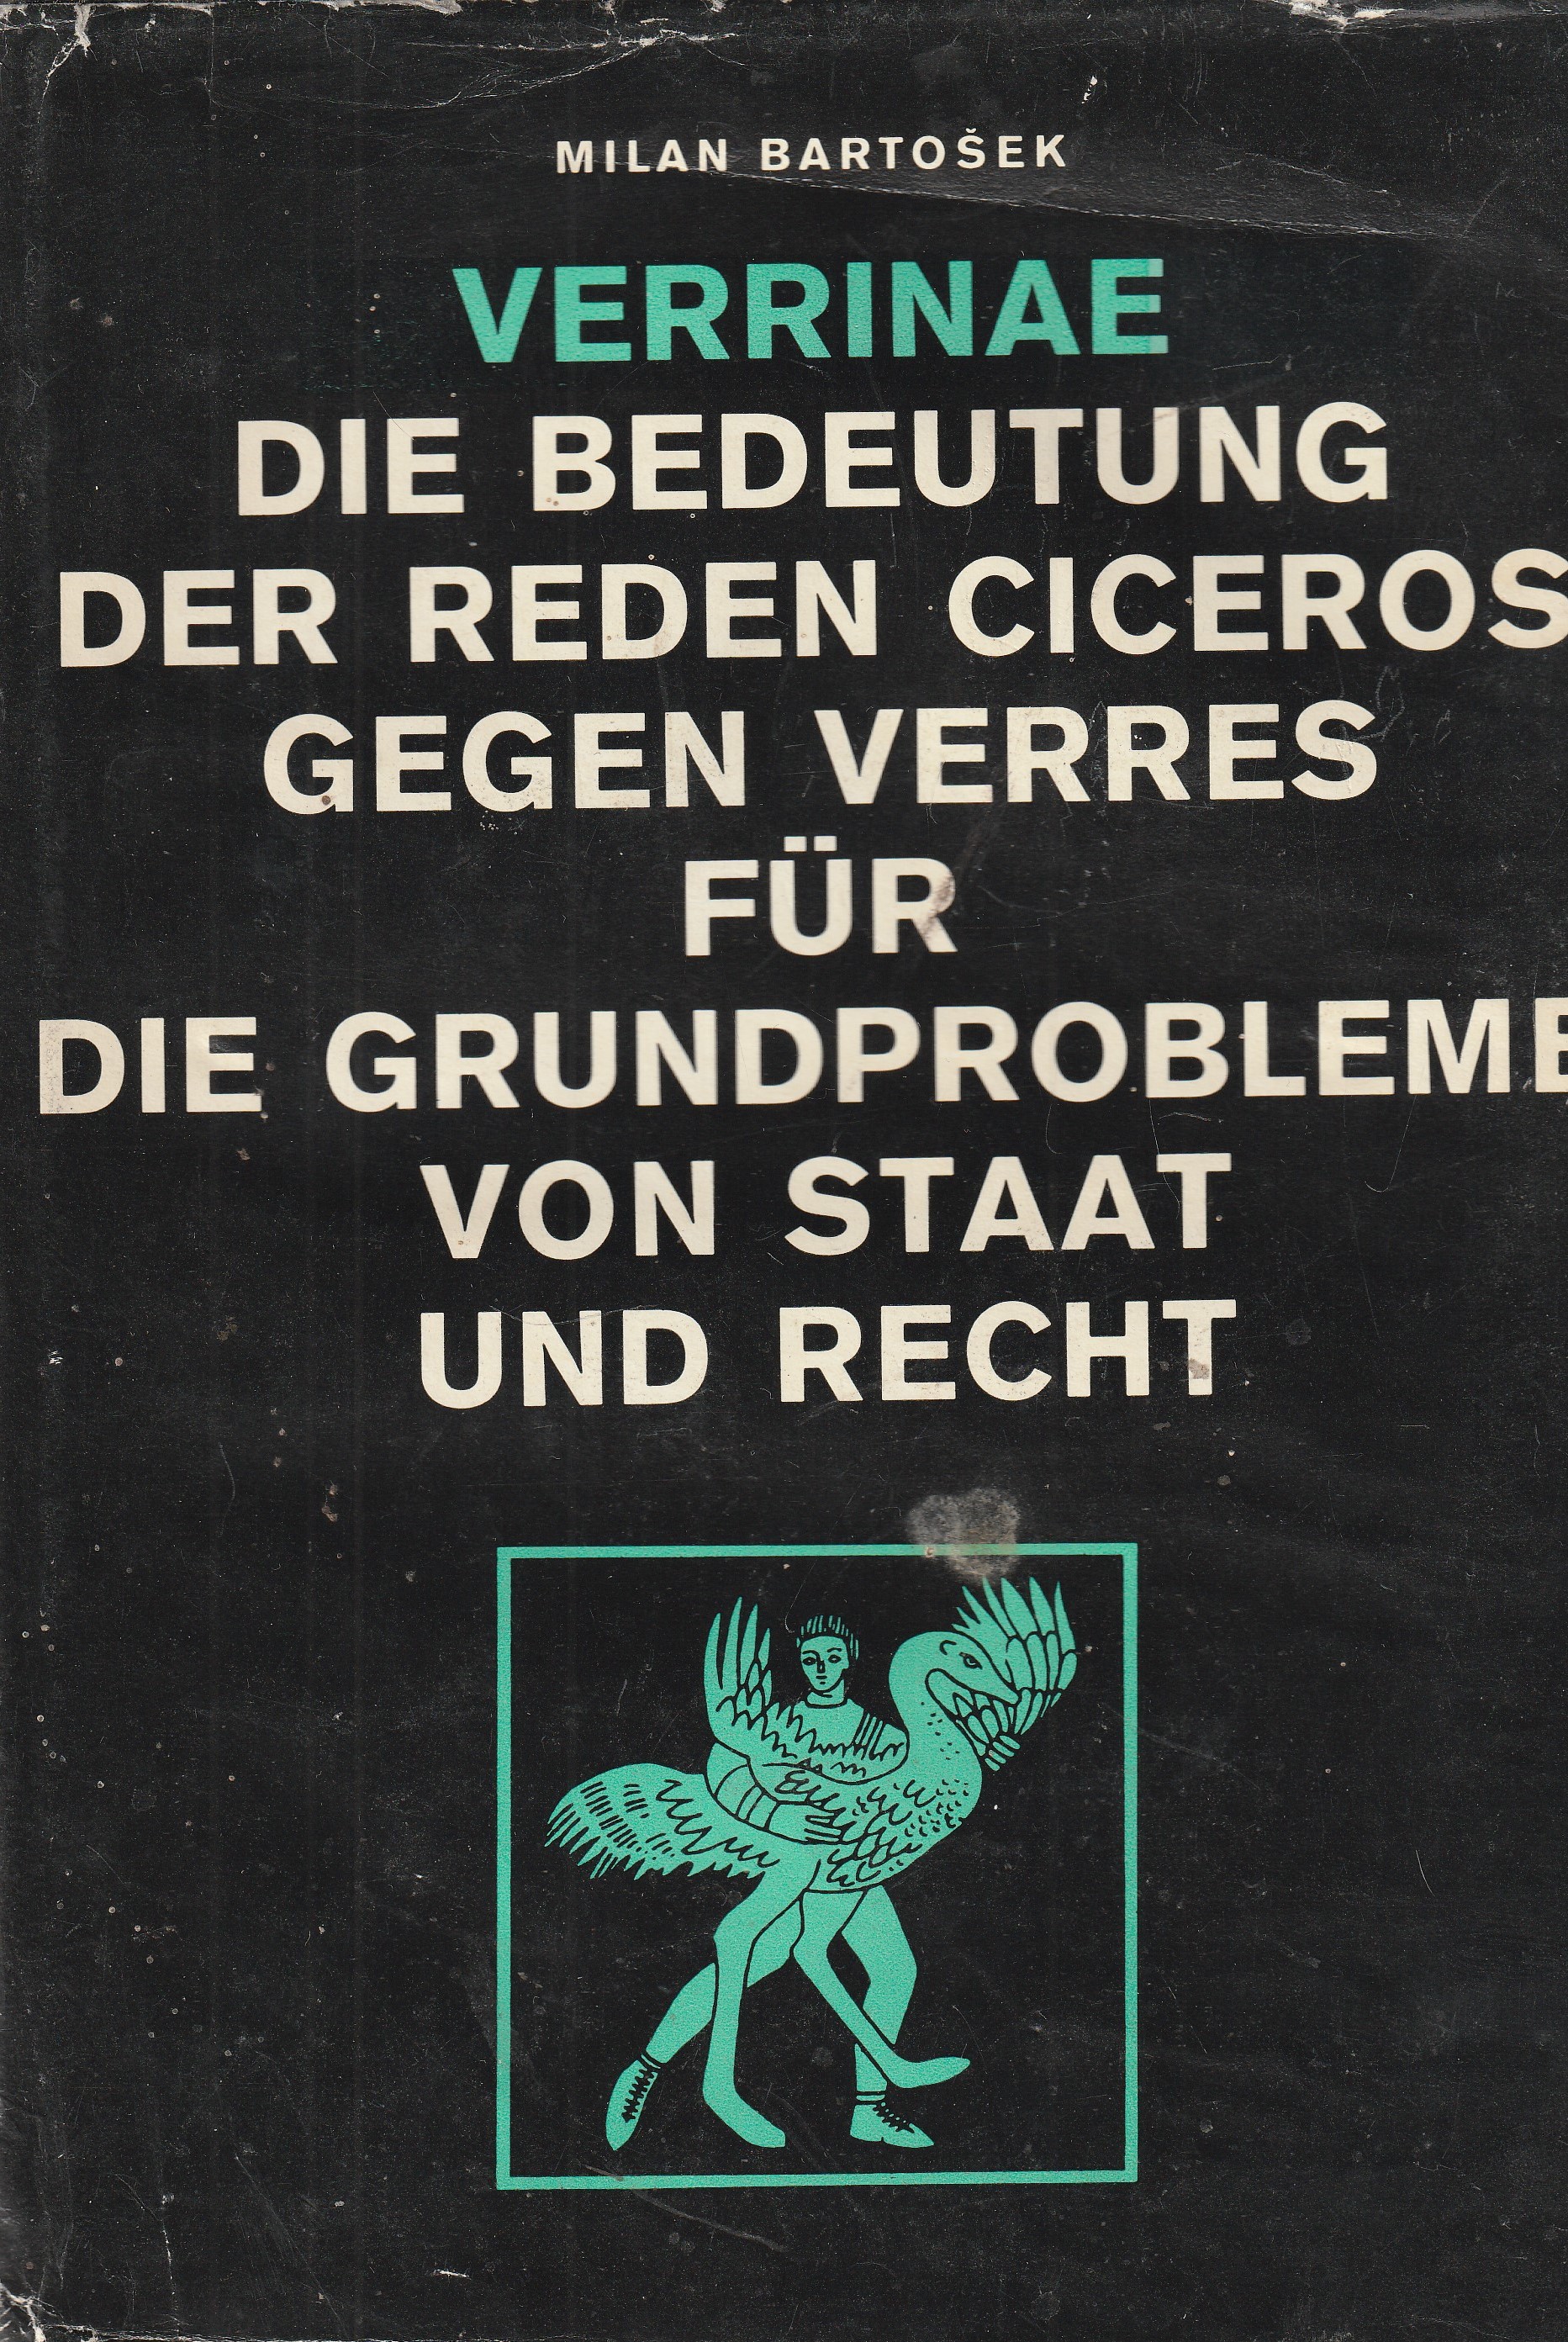 MILAN BARTOŠEK
VERRINAE
DIE BEDEUTUNG
DER REDEN CICEROS
GEGEN VERRES
FÜR
DIE GRUNDPROBLEME
VON STAAT
UND RECHT